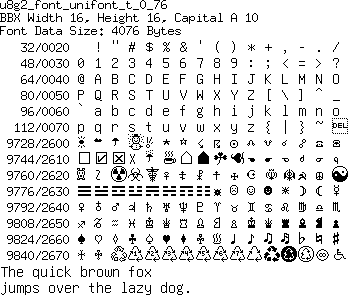 u8g2_font_unifont_t_0_76
BBX Width 16, Height 16, Capital A 10
Font Data Size: 4076 Bytes
32/0020 ! " # $ % & ' ( ) * + , - . /
48/0030 0 1 2 3 4 5 6 7 8 9 : ; < = > ?
64/0040 @ A B C D E F G H I J K L M N O
80/0050 P Q R S T U V W X Y Z [ \ ] ^ _
96/0060 ` a b c d e f g h i j k l m n o
112/0070 p q r s t u v w x y z { | } ~ DEL
9728/2600
9744/2610
9760/2620
9776/2630
9792/2640
9808/2650
9824/2660
9840/2670
The quick brown fox
jumps over the lazy dog.